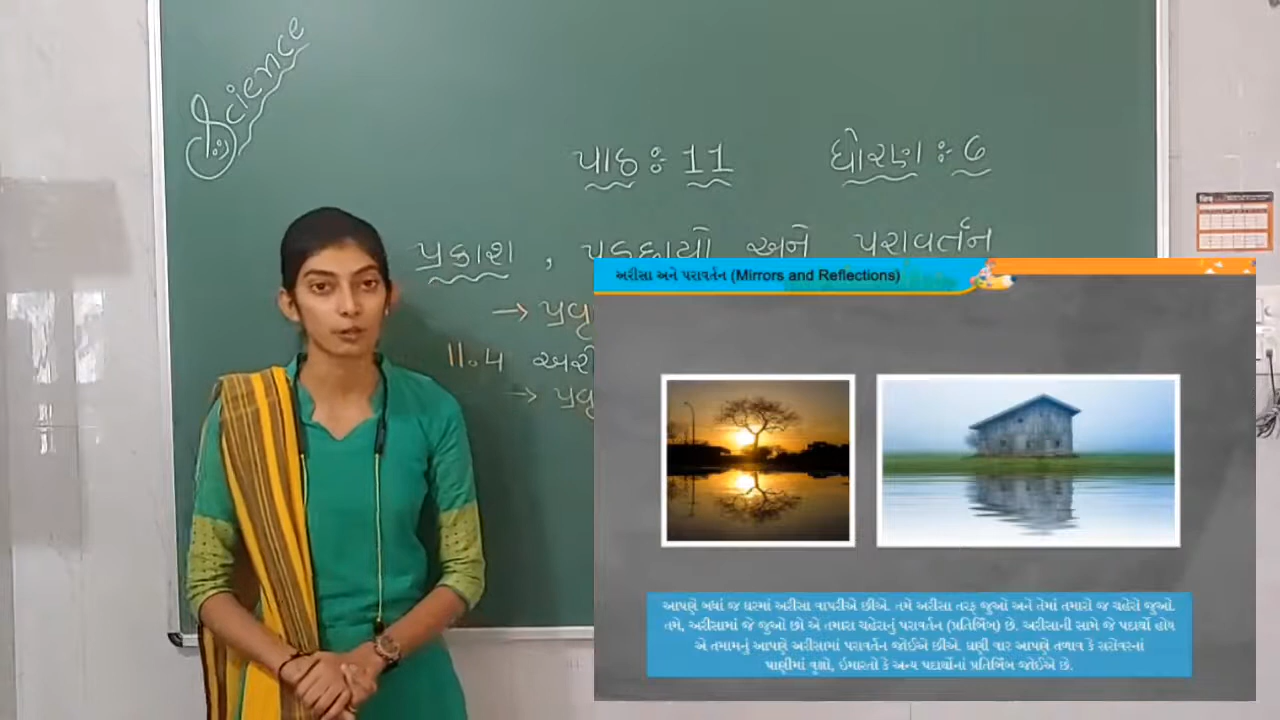 Science
પાઠ : 11 ધોરણ :- ૬
પ્રકાશ , પડછાયો અને પરાવર્તન
→ પ્રવૃ
અરીસા અને પરાવર્તન (Mirrors and Reflections)
11.4 અરી
→ પ્રવૃ
આપણે બધાં જ ઘરમાં અરીસા વાપરીએ છીએ. તમે અરીસા તરફ જુઓ અને તેમાં તમારો જ ચહેરો જુઓ.
તમે, અરીસામાં જે જુઓ છો એ તમારા ચહેરાનું પરાવર્તન (પ્રતિબિંબ) છે. અરીસાની સામે જે પદાર્થો હોય
એ તમામનું આપણે અરીસામાં પરાવર્તન જોઈએ છીએ. ઘણી વાર આપણે તળાવ કે સરોવરનાં
પાણીમાં વૃક્ષો, ઇમારતો કે અન્ય પદાર્થોનાં પ્રતિબિંબ જોઈએ છે.